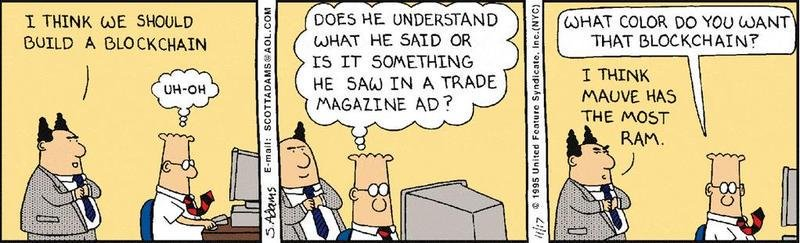 I THINK WE SHOULD
BUILD A BLOCKCHAIN
UH-OH
S.Adams E-mail: SCOTTADAMS@AOL.COM
DOES HE UNDERSTAND
WHAT HE SAID OR
IS IT SOMETHING
HE SAW IN A TRADE
MAGAZINE AD?
11/17 © 1995 United Feature Syndicate, Inc.(NYC)
WHAT COLOR DO YOU WANT
THAT BLOCKCHAIN?
I THINK
MAUVE HAS
THE MOST
RAM.